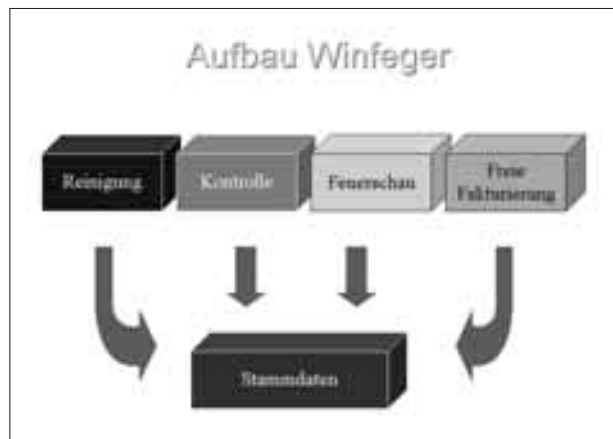 Aufbau Winfeger
Reinigung
Kontrolle
Feuerschau
Freie
Fakturierung
Stammdaten